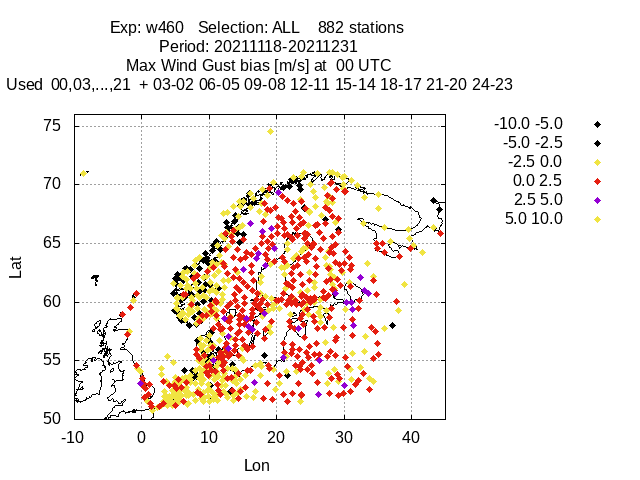 Exp: w460 Selection: ALL 882 stations
Period: 20211118-20211231
Max Wind Gust bias [m/s] at 00 UTC
Used 00,03,...,21 + 03-02 06-05 09-08 12-11 15-14 18-17 21-20 24-23
-10.0 -5.0
-5.0 -2.5
-2.5 0.0
0.0 2.5
2.5 5.0
5.0 10.0
75
70
65
60
55
50
Lat
-10 0 10 20 30 40
Lon